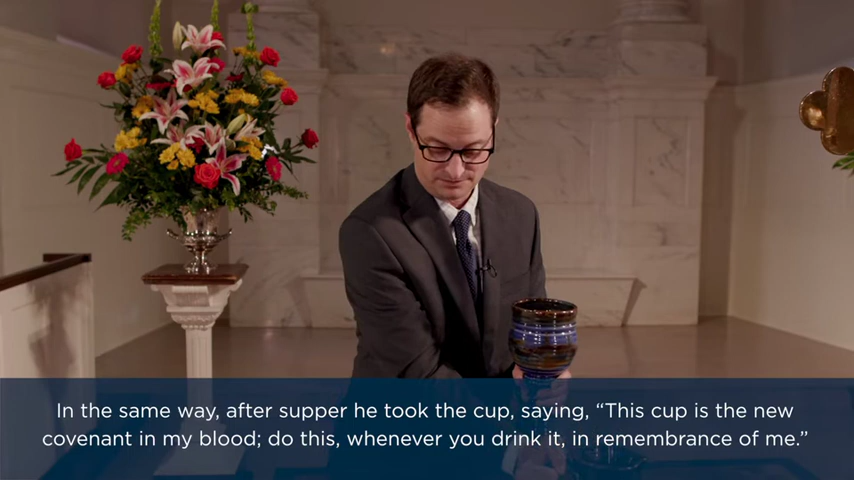 In the same way, after supper he took the cup, saying, “This cup is the new
covenant in my blood; do this, whenever you drink it, in remembrance of me.”